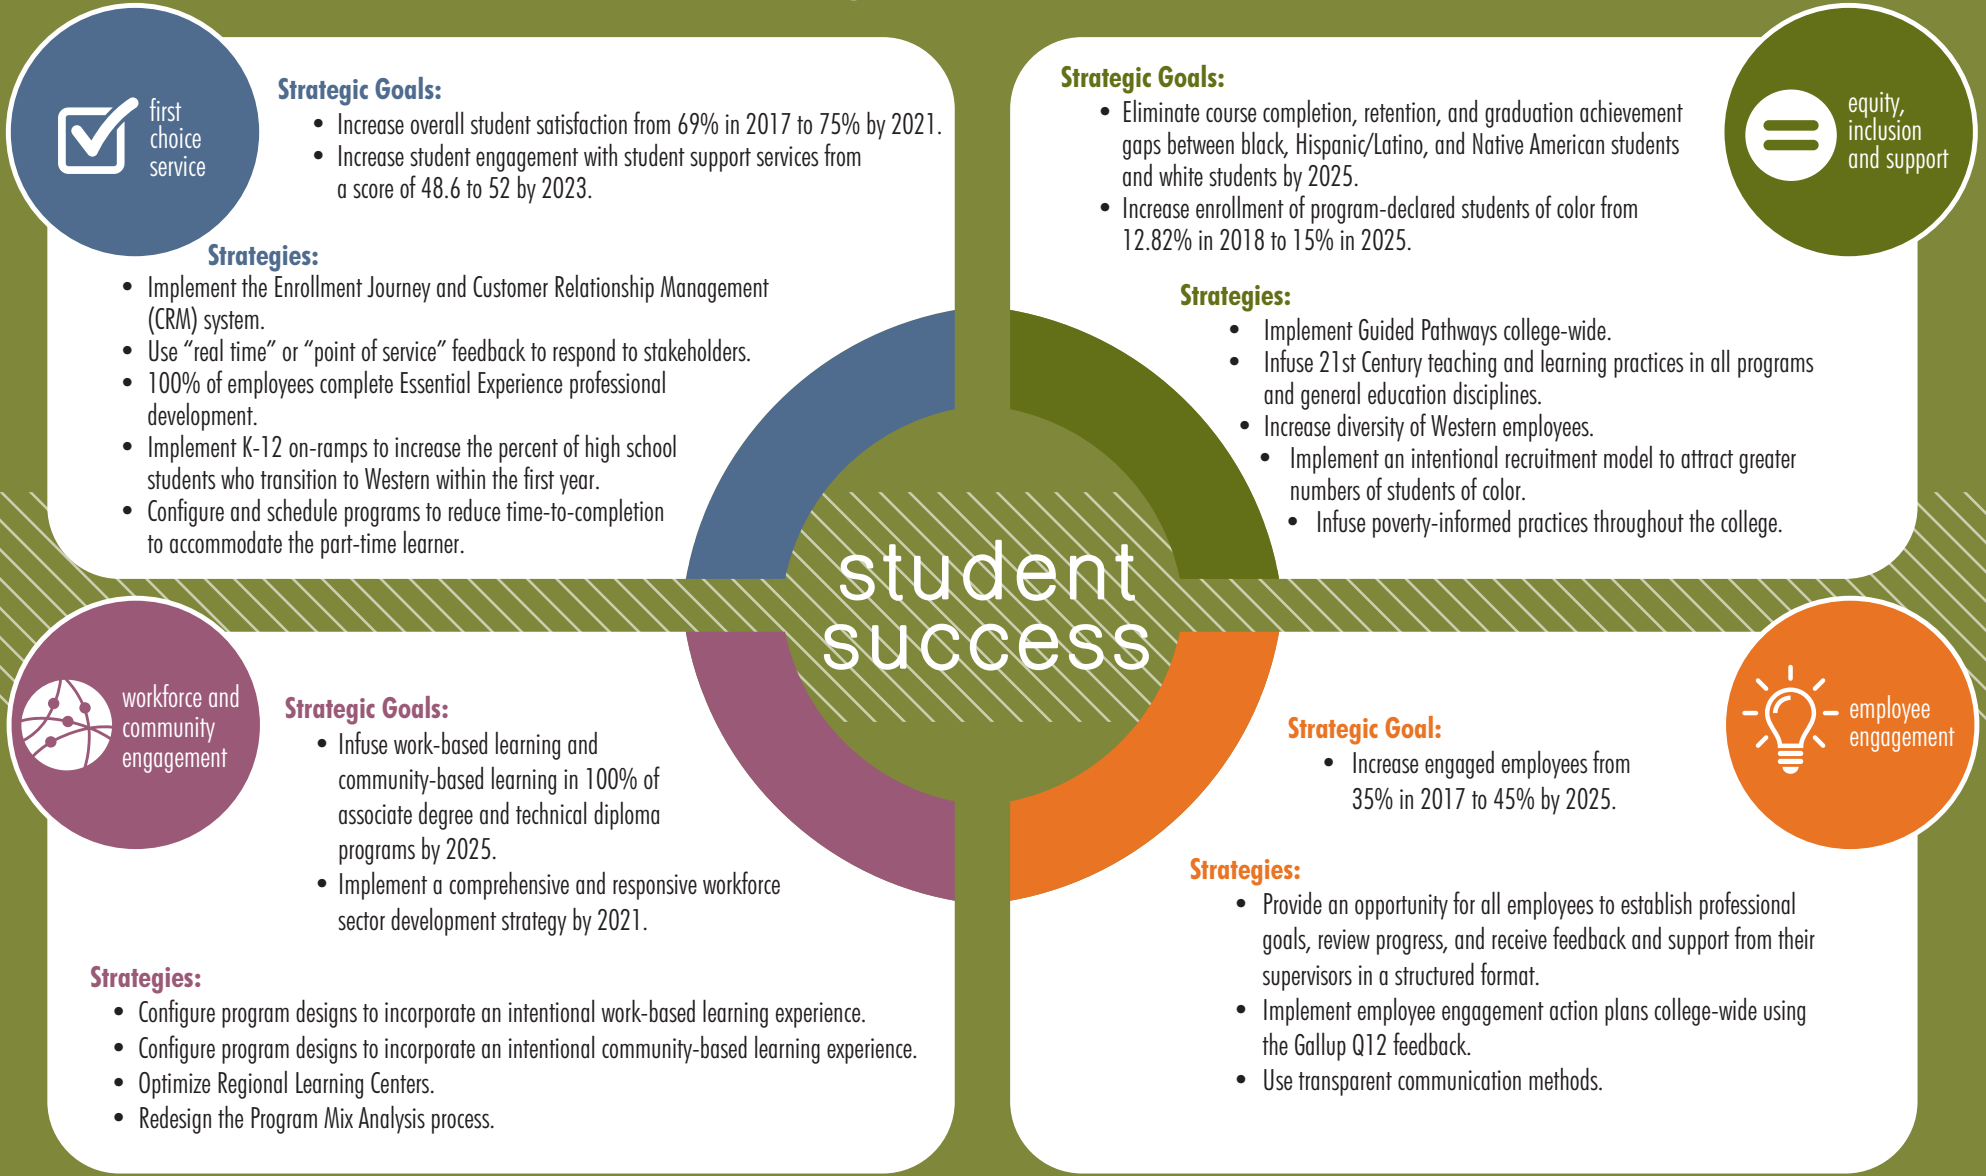 first
choice
service
Strategic Goals:
• Increase overall student satisfaction from 69% in 2017 to 75% by 2021.
• Increase student engagement with student support services from
a score of 48.6 to 52 by 2023.
Strategies:
• Implement the Enrollment Journey and Customer Relationship Management
(CRM) system.
• Use “real time” or “point of service” feedback to respond to stakeholders.
• 100% of employees complete Essential Experience professional
development.
• Implement K-12 on-ramps to increase the percent of high school
students who transition to Western within the first year.
• Configure and schedule programs to reduce time-to-completion
to accommodate the part-time learner.
equity,
inclusion
and support
Strategic Goals:
• Eliminate course completion, retention, and graduation achievement
gaps between black, Hispanic/Latino, and Native American students
and white students by 2025.
• Increase enrollment of program-declared students of color from
12.82% in 2018 to 15% in 2025.
Strategies:
• Implement Guided Pathways college-wide.
• Infuse 21st Century teaching and learning practices in all programs
and general education disciplines.
• Increase diversity of Western employees.
• Implement an intentional recruitment model to attract greater
numbers of students of color.
• Infuse poverty-informed practices throughout the college.
student
success
workforce and
community
engagement
Strategic Goals:
• Infuse work-based learning and
community-based learning in 100% of
associate degree and technical diploma
programs by 2025.
• Implement a comprehensive and responsive workforce
sector development strategy by 2021.
Strategies:
• Configure program designs to incorporate an intentional work-based learning experience.
• Configure program designs to incorporate an intentional community-based learning experience.
• Optimize Regional Learning Centers.
• Redesign the Program Mix Analysis process.
employee
engagement
Strategic Goal:
• Increase engaged employees from
35% in 2017 to 45% by 2025.
Strategies:
• Provide an opportunity for all employees to establish professional
goals, review progress, and receive feedback and support from their
supervisors in a structured format.
• Implement employee engagement action plans college-wide using
the Gallup Q12 feedback.
• Use transparent communication methods.